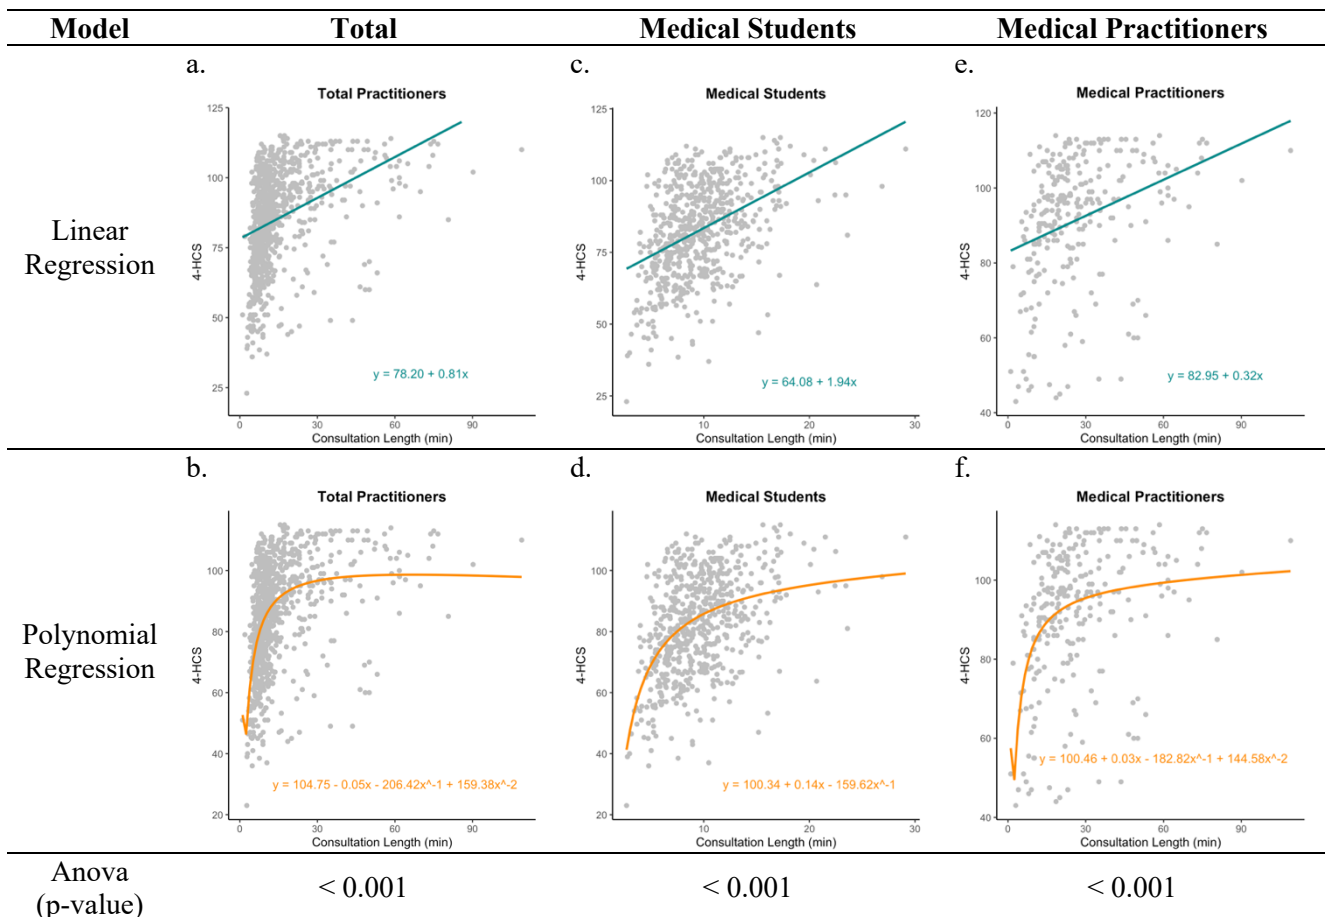 Model Total Medical Students Medical Practitioners
a. c. e.
Total Practitioners Medical Students Medical Practitioners
Linear
Regression
4-HCS
125
100
75
50
25
y = 78.20 + 0.81x
0 30 60 90
Consultation Length (min)
4-HCS
125
100
75
50
25
y = 64.08 + 1.94x
10 20 30
Consultation Length (min)
4-HCS
120
100
80
60
40
y = 82.95 + 0.32x
0 30 60 90
Consultation Length (min)
b. d. f.
Total Practitioners Medical Students Medical Practitioners
Polynomial
Regression
4-HCS
100
80
60
40
20
y = 104.75 - 0.05x - 206.42x^-1 + 159.38x^-2
0 30 60 90
Consultation Length (min)
4-HCS
100
80
60
40
20
y = 100.34 + 0.14x - 159.62x^-1
10 20 30
Consultation Length (min)
4-HCS
100
80
60
40
y = 100.46 + 0.03x - 182.82x^-1 + 144.58x^-2
0 30 60 90
Consultation Length (min)
Anova
(p-value)
< 0.001 < 0.001 < 0.001